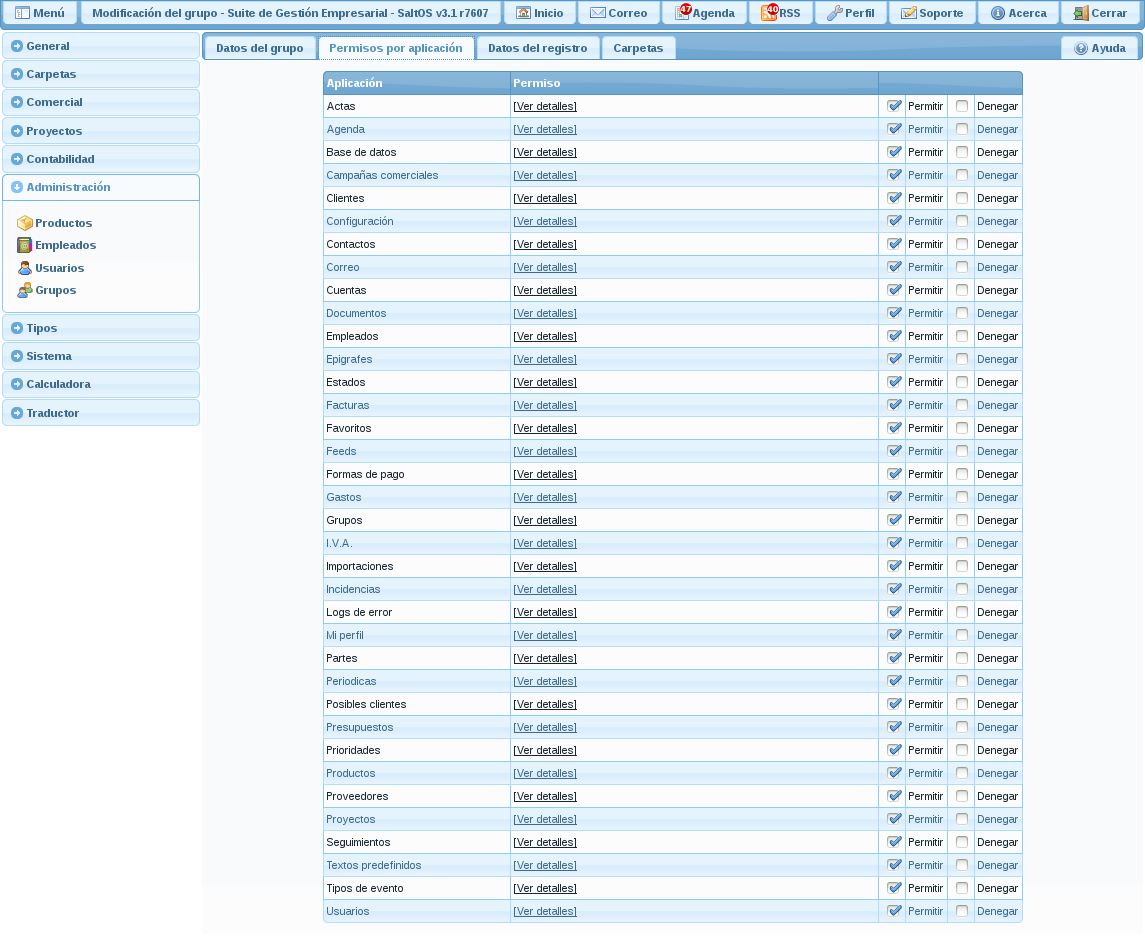 Menú Modificación del grupo - Suite de Gestión Empresarial - SaltOS v3.1 r7607 Inicio Correo 47 Agenda 40 RSS Perfil Soporte Acerca Cerrar
General
Carpetas
Comercial
Proyectos
Contabilidad
Administración
Productos
Empleados
Usuarios
Grupos
Tipos
Sistema
Calculadora
Traductor
Datos del grupo Permisos por aplicación Datos del registro Carpetas Ayuda
Aplicación Permiso
Actas [Ver detalles] Permitir Denegar
Agenda [Ver detalles] Permitir Denegar
Base de datos [Ver detalles] Permitir Denegar
Campañas comerciales [Ver detalles] Permitir Denegar
Clientes [Ver detalles] Permitir Denegar
Configuración [Ver detalles] Permitir Denegar
Contactos [Ver detalles] Permitir Denegar
Correo [Ver detalles] Permitir Denegar
Cuentas [Ver detalles] Permitir Denegar
Documentos [Ver detalles] Permitir Denegar
Empleados [Ver detalles] Permitir Denegar
Epigrafes [Ver detalles] Permitir Denegar
Estados [Ver detalles] Permitir Denegar
Facturas [Ver detalles] Permitir Denegar
Favoritos [Ver detalles] Permitir Denegar
Feeds [Ver detalles] Permitir Denegar
Formas de pago [Ver detalles] Permitir Denegar
Gastos [Ver detalles] Permitir Denegar
Grupos [Ver detalles] Permitir Denegar
I.V.A. [Ver detalles] Permitir Denegar
Importaciones [Ver detalles] Permitir Denegar
Incidencias [Ver detalles] Permitir Denegar
Logs de error [Ver detalles] Permitir Denegar
Mi perfil [Ver detalles] Permitir Denegar
Partes [Ver detalles] Permitir Denegar
Periodicas [Ver detalles] Permitir Denegar
Posibles clientes [Ver detalles] Permitir Denegar
Presupuestos [Ver detalles] Permitir Denegar
Prioridades [Ver detalles] Permitir Denegar
Productos [Ver detalles] Permitir Denegar
Proveedores [Ver detalles] Permitir Denegar
Proyectos [Ver detalles] Permitir Denegar
Seguimientos [Ver detalles] Permitir Denegar
Textos predefinidos [Ver detalles] Permitir Denegar
Tipos de evento [Ver detalles] Permitir Denegar
Usuarios [Ver detalles] Permitir Denegar